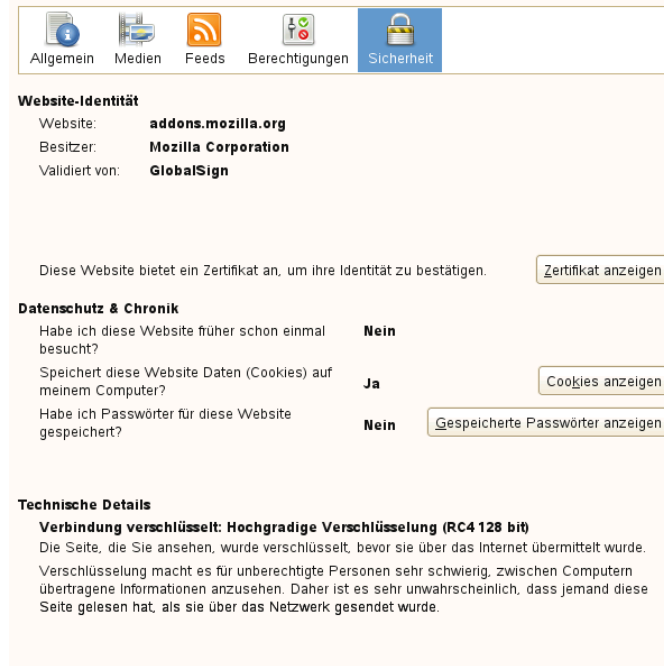 Allgemein Medien Feeds Berechtigungen Sicherheit
Website-Identität
Website: addons.mozilla.org
Besitzer: Mozilla Corporation
Validiert von: GlobalSign
Diese Website bietet ein Zertifikat an, um ihre Identität zu bestätigen. Zertifikat anzeigen
Datenschutz & Chronik
Habe ich diese Website früher schon einmal Nein
besucht?
Speichert diese Website Daten (Cookies) auf
meinem Computer? Ja Cookies anzeigen
Habe ich Passwörter für diese Website
gespeichert? Nein Gespeicherte Passwörter anzeigen
Technische Details
Verbindung verschlüsselt: Hochgradige Verschlüsselung (RC4 128 bit)
Die Seite, die Sie ansehen, wurde verschlüsselt, bevor sie über das Internet übermittelt wurde.
Verschlüsselung macht es für unberechtigte Personen sehr schwierig, zwischen Computern
übertragene Informationen anzusehen. Daher ist es sehr unwahrscheinlich, dass jemand diese
Seite gelesen hat, als sie über das Netzwerk gesendet wurde.